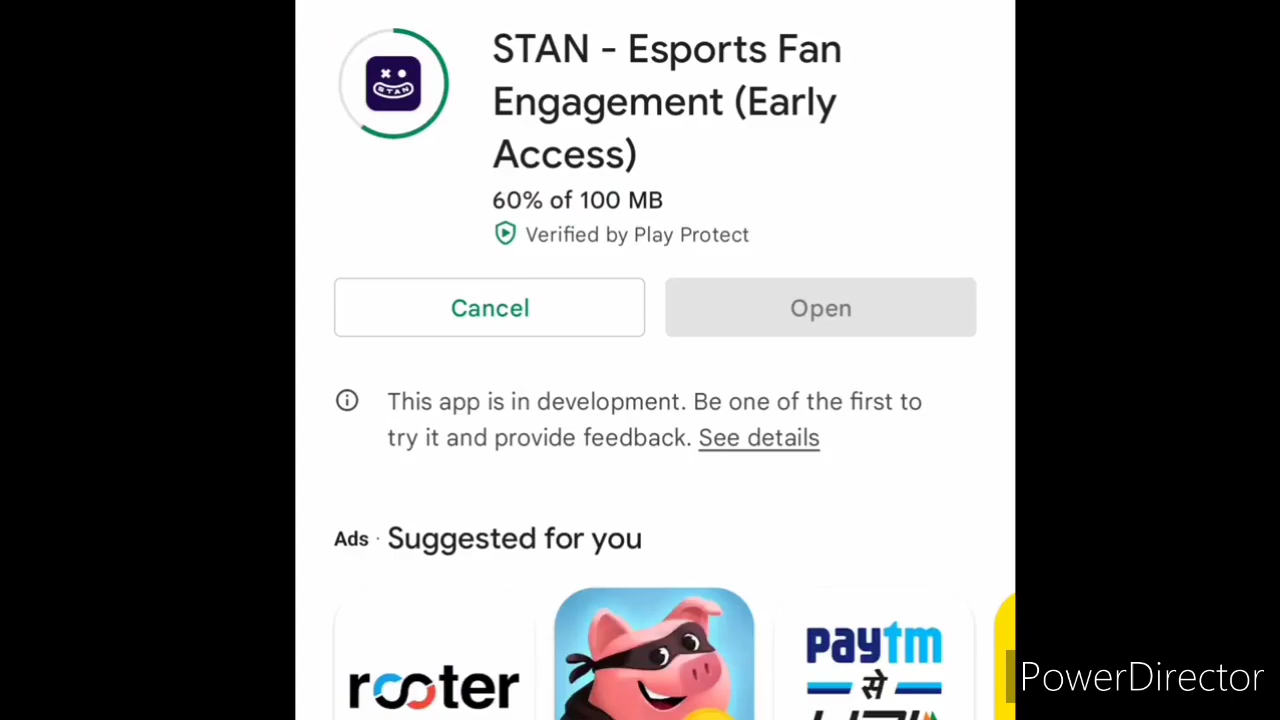 STAN - Esports Fan
Engagement (Early
Access)
STAN
60% of 100 MB
Verified by Play Protect
Cancel
Open
This app is in development. Be one of the first to
try it and provide feedback. See details
Ads · Suggested for you
rooter
paytm
से
PowerDirector